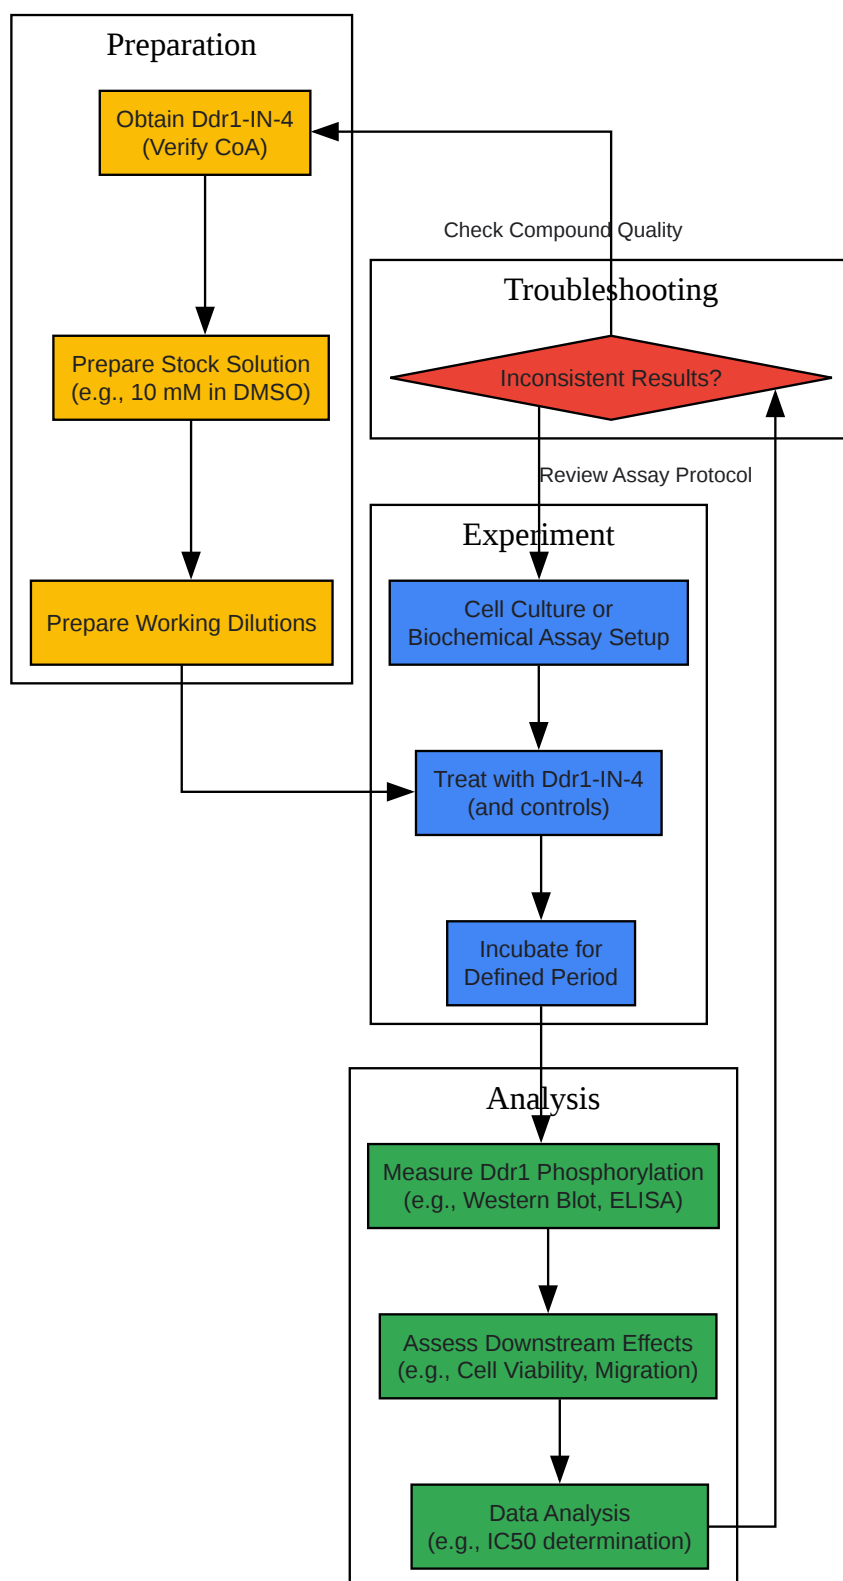 Preparation
Obtain Ddr1-IN-4
(Verify CoA)
Check Compound Quality
Troubleshooting
Prepare Stock Solution
(e.g., 10 mM in DMSO)
Inconsistent Results?
Review Assay Protocol
Experiment
Prepare Working Dilutions
Cell Culture or
Biochemical Assay Setup
Treat with Ddr1-IN-4
(and controls)
Incubate for
Defined Period
Analysis
Measure Ddr1 Phosphorylation
(e.g., Western Blot, ELISA)
Assess Downstream Effects
(e.g., Cell Viability, Migration)
Data Analysis
(e.g., IC50 determination)